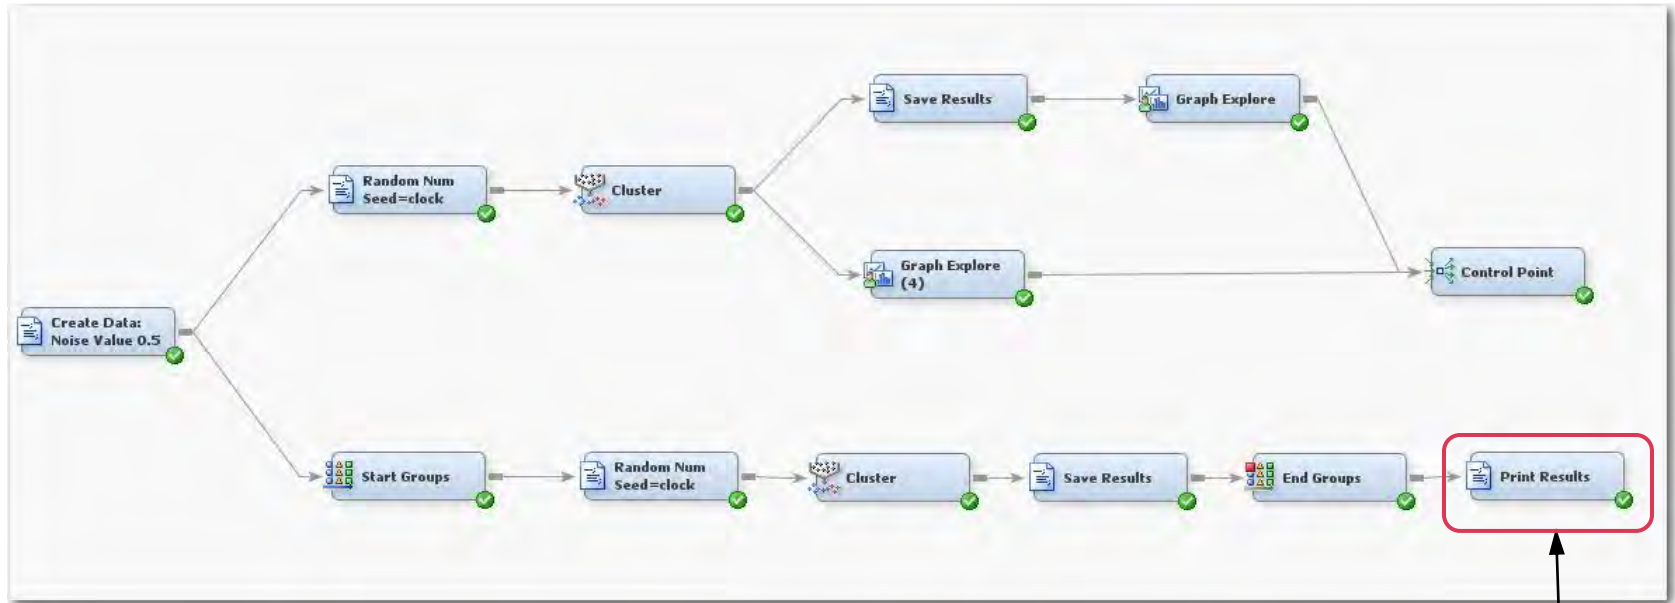 Save Results
Graph Explore
Random Num
Seed=clock
Cluster
Graph Explore
(4)
Control Point
Create Data:
Noise Value 0.5
Start Groups
Random Num
Seed=clock
Cluster
Save Results
End Groups
Print Results